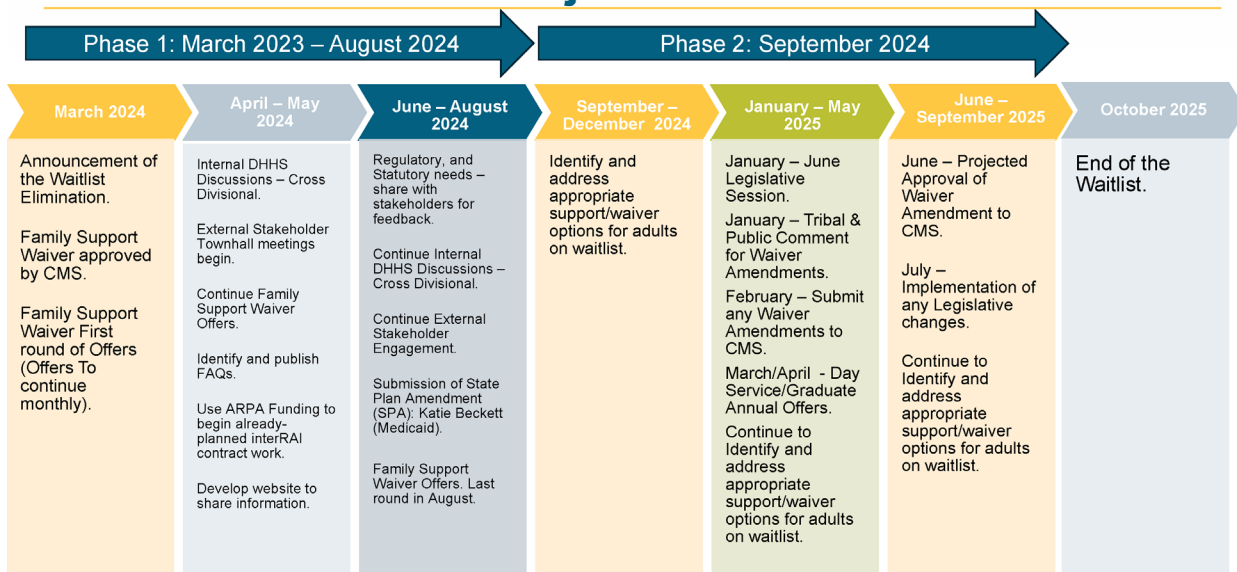 Phase 1: March 2023 – August 2024
Phase 2: September 2024
March 2024
April – May
2024
June – August
2024
September –
December  2024
January – May
2025
June –
September 2025
October 2025
Announcement of
the Waitlist
Elimination.
Family Support
Waiver approved
by CMS.
Family Support
Waiver First
round of Offers
(Offers To
continue
monthly).
Internal DHHS
Discussions – Cross
Divisional.
External Stakeholder
Townhall meetings
begin.
Continue Family
Support Waiver
Offers.
Identify and publish
FAQs.
Use ARPA Funding to
begin already-
planned interRAI
contract work.
Develop website to
share information.
Regulatory, and
Statutory needs –
share with
stakeholders for
feedback.
Continue Internal
DHHS Discussions –
Cross Divisional.
Continue External
Stakeholder
Engagement.
Submission of State
Plan Amendment
(SPA): Katie Beckett
(Medicaid).
Family Support
Waiver Offers. Last
round in August.
Identify and
address
appropriate
support/waiver
options for adults
on waitlist.
January – June
Legislative
Session.
January – Tribal &
Public Comment
for Waiver
Amendments.
February – Submit
any Waiver
Amendments to
CMS.
March/April  - Day
Service/Graduate
Annual Offers.
Continue to
Identify and
address
appropriate
support/waiver
options for adults
on waitlist.
June – Projected
Approval of
Waiver
Amendment to
CMS.
July –
Implementation of
any Legislative
changes.
Continue to
Identify and
address
appropriate
support/waiver
options for adults
on waitlist.
End of the
Waitlist.